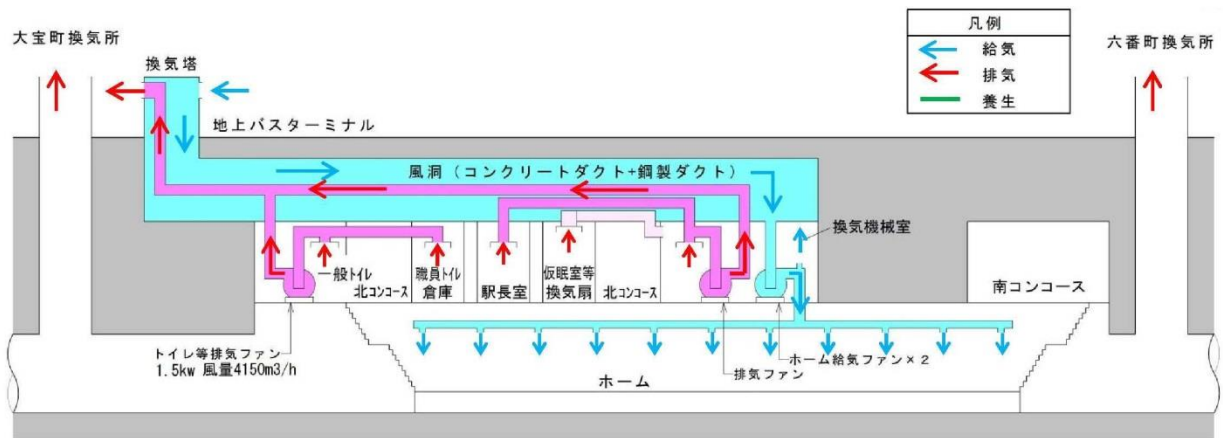 大宝町換気所
換気塔
地上バスターミナル
凡例
給気
排気
養生
六番町換気所
風洞（コンクリートダクト+鋼製ダクト）
換気機械室
一般トイレ
北コンコース
職員トイレ
倉庫
駅長室
仮眠室等
換気扇
北コンコース
南コンコース
トイレ等排気ファン
1.5kw 風量4150m3/h
ホーム
排気ファン
ホーム給気ファン×2